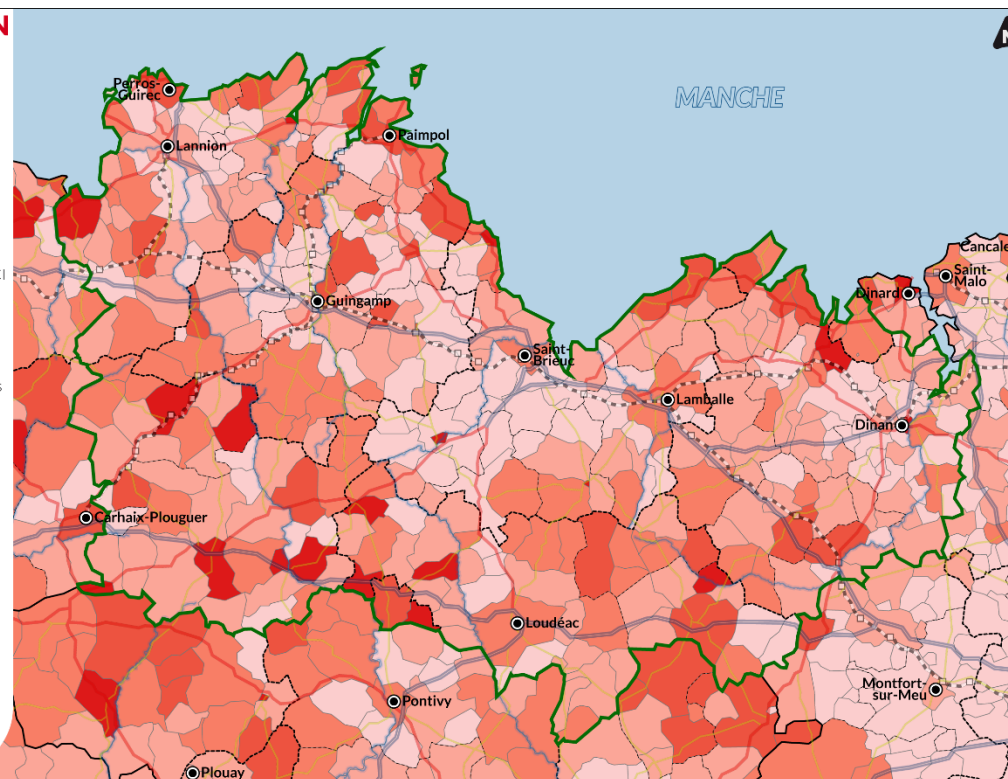 N
N
Perros-
Guirec
MANCHE
Paimpol
Lannion
Cancale
Saint-
Malo
Dinard
Guingamp
Saint-
Brieuc
Lamballe
Dinan
Carhaix-Plouguer
Loudéac
Montfort-
sur-Meu
Pontivy
Plouay